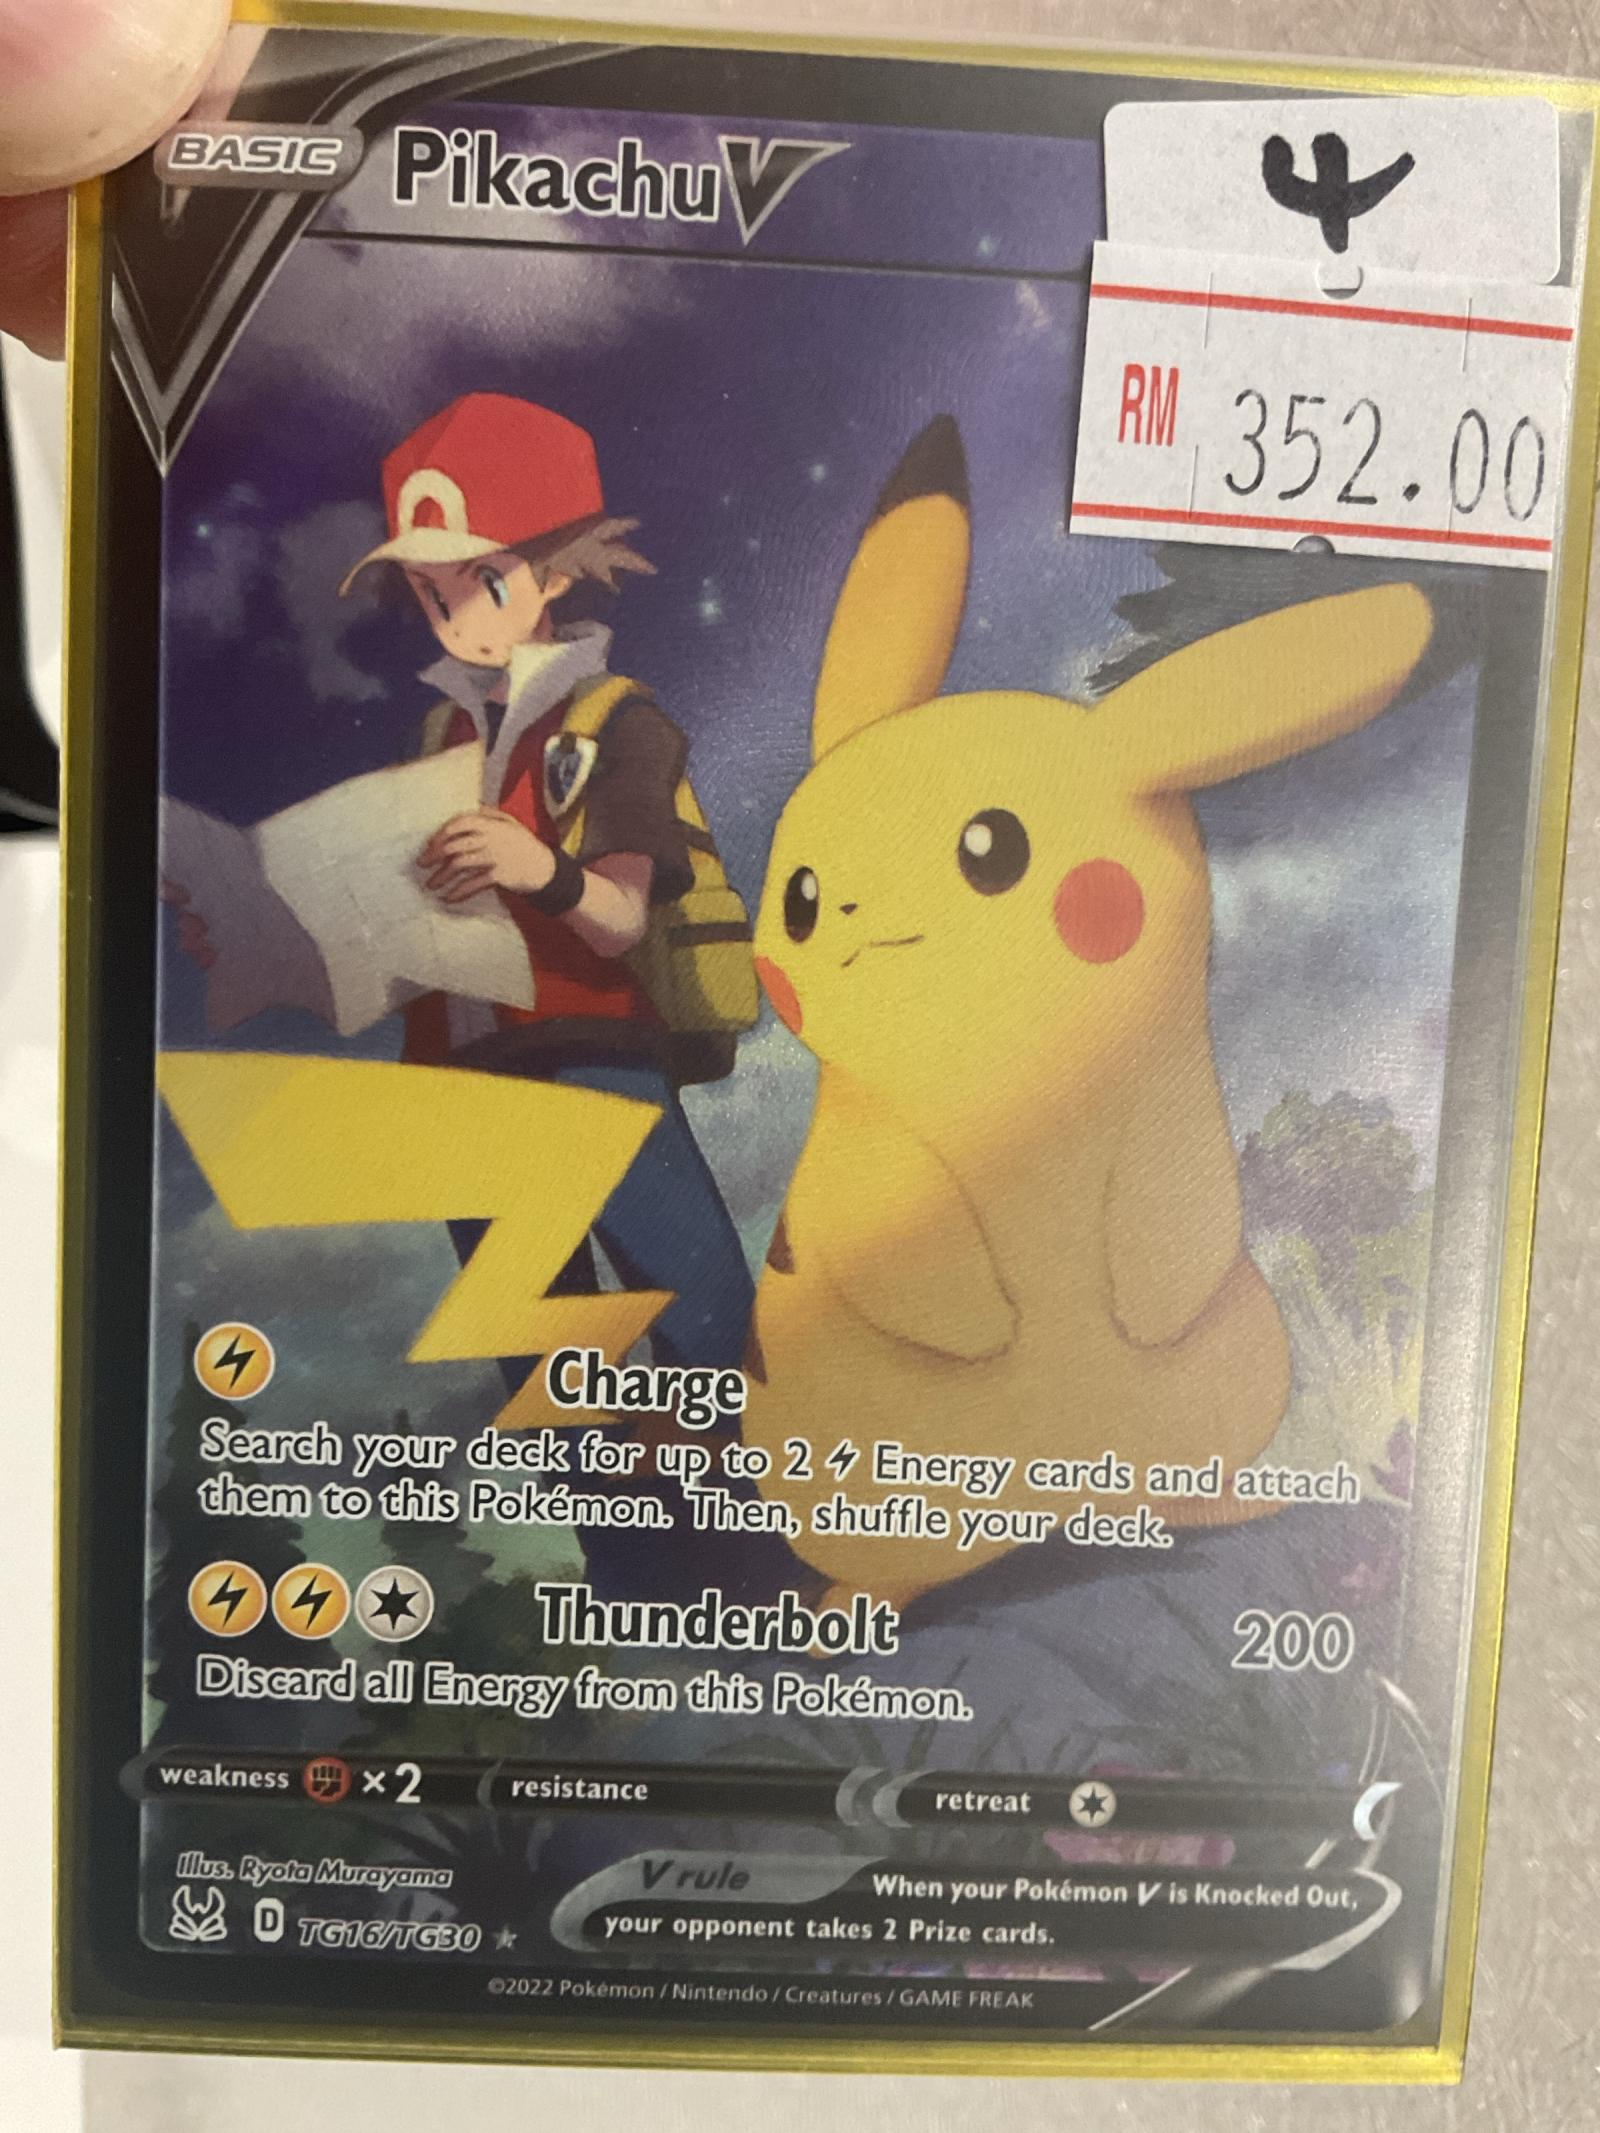 BASIC Pikachu V
4
RM 352.00
Charge
Search your deck for up to 2 Energy cards and attach
them to this Pokémon. Then, shuffle your deck.
Thunderbolt 200
Discard all Energy from this Pokémon.
weakness ×2 resistance retreat
Illus. Ryota Murayama
D TG16/TG30
V rule When your Pokémon V is Knocked Out,
your opponent takes 2 Prize cards.
©2022 Pokémon / Nintendo / Creatures / GAME FREAK